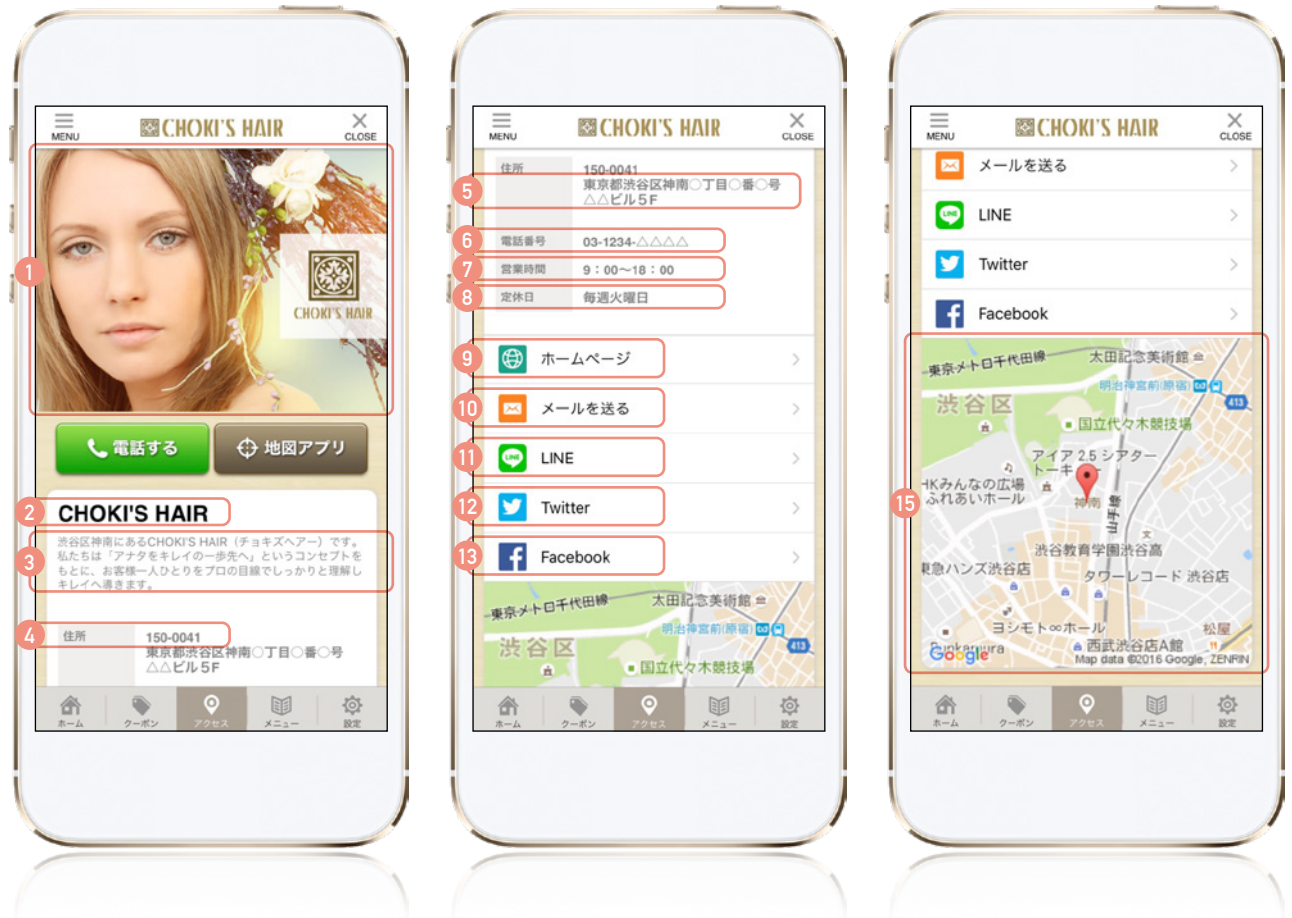 MENU
CHOKI'S HAIR
CLOSE
1
CHOKI'S HAIR
電話する
地図アプリ
2
CHOKI'S HAIR
3
渋谷区神南にあるCHOKI'S HAIR（チョキズヘアー）です。
私たちは「アナタをキレイの一歩先へ」というコンセプトを
もとに、お客様一人ひとりをプロの目線でしっかりと理解し
キレイへ導きます。
4
住所
150-0041
東京都渋谷区神南○丁目○番○号
△△ビル５F
ホーム
クーポン
アクセス
メニュー
設定
MENU
CHOKI'S HAIR
CLOSE
住所
150-0041
5
東京都渋谷区神南○丁目○番○号
△△ビル５F
6
電話番号
03-1234-△△△△
7
営業時間
9：00〜18：00
8
定休日
毎週火曜日
9
ホームページ
10
メールを送る
11
LINE
LINE
12
Twitter
13
Facebook
東京メトロ千代田線
太田記念美術館
明治神宮前(原宿)
渋谷区
413
国立代々木競技場
ホーム
クーポン
アクセス
メニュー
設定
MENU
CHOKI'S HAIR
CLOSE
メールを送る
LINE
LINE
Twitter
Facebook
15
東京メトロ千代田線
太田記念美術館
明治神宮前(原宿)
413
渋谷区
国立代々木競技場
アイア 2.5 シアター
トーキョー
HKみんなの広場
ふれあいホール
神南
山手線
渋谷教育学園渋谷高
東急ハンズ渋谷店
タワーレコード 渋谷店
ヨシモト∞ホール
松屋
西武渋谷店A館
Bunkamura
Google
Map data ©2016 Google, ZENRIN
ホーム
クーポン
アクセス
メニュー
設定